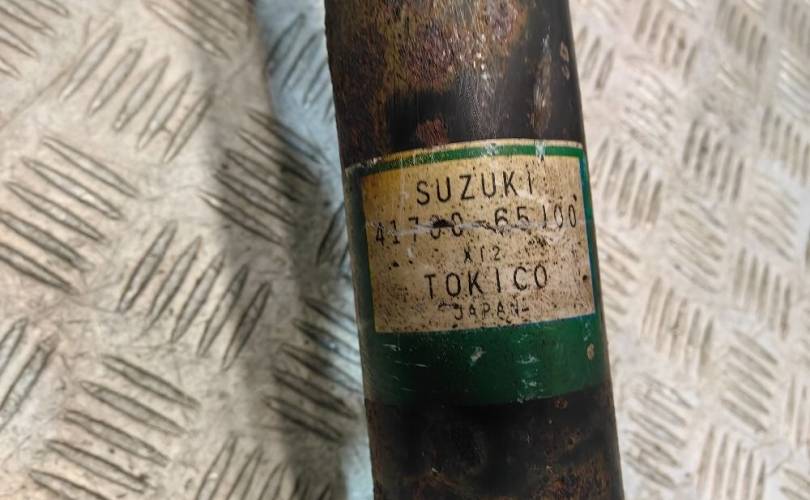 SUZUKI
41700-65J00
X12
TOKICO
JAPAN